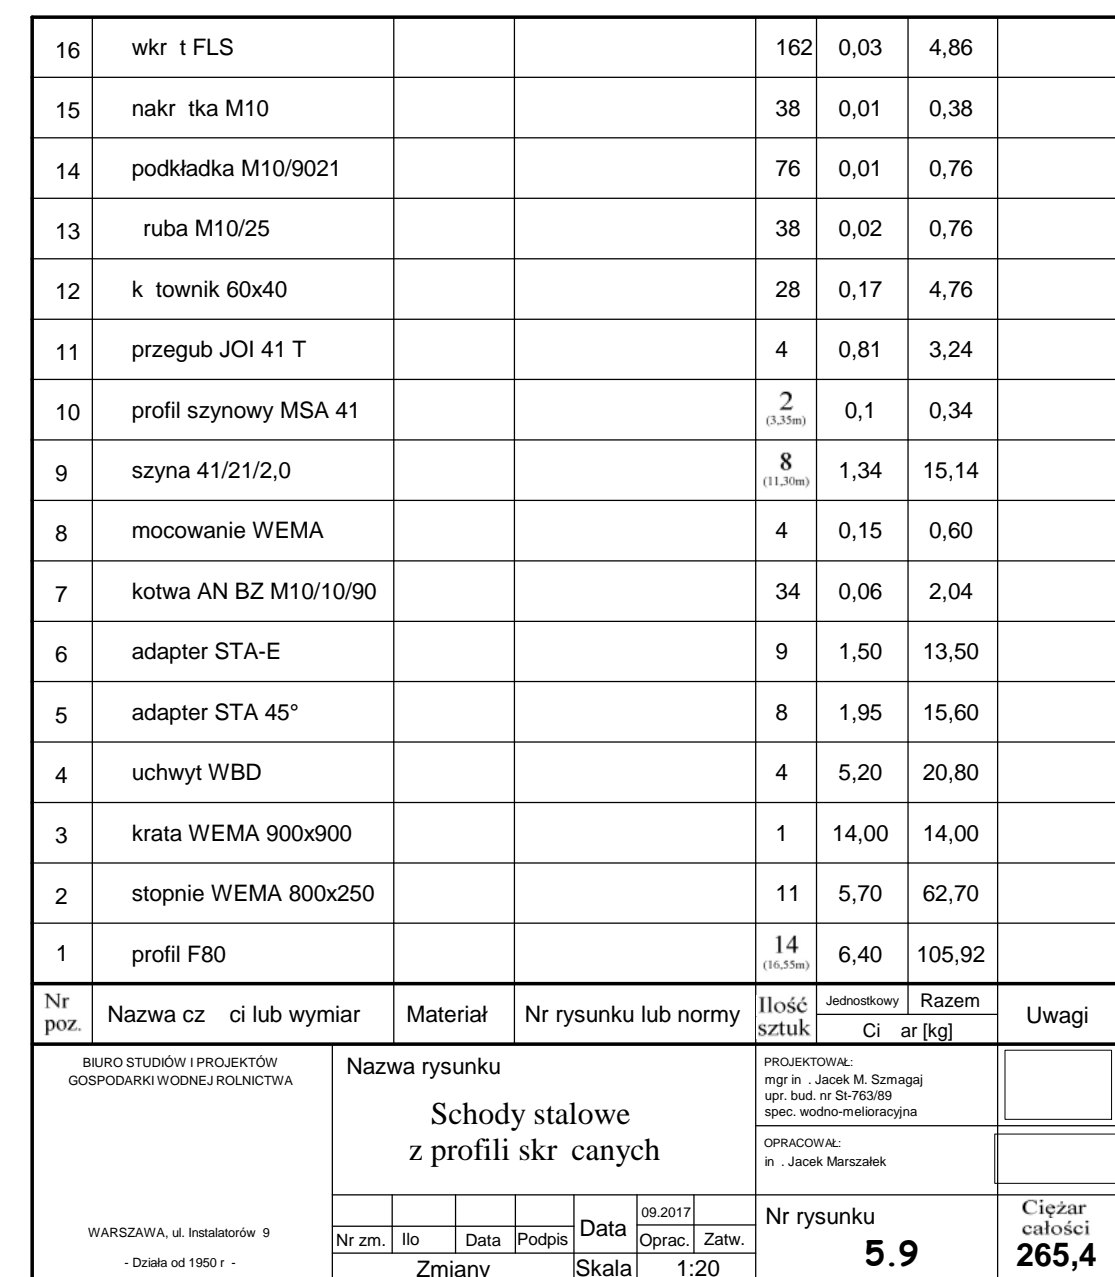 16 wkr t FLS 162 0,03 4,86
15 nakr tka M10 38 0,01 0,38
14 podkładka M10/9021 76 0,01 0,76
13 ruba M10/25 38 0,02 0,76
12 k townik 60x40 28 0,17 4,76
11 przegub JOI 41 T 4 0,81 3,24
10 profil szynowy MSA 41 2 (3,35m) 0,1 0,34
9 szyna 41/21/2,0 8 (11,30m) 1,34 15,14
8 mocowanie WEMA 4 0,15 0,60
7 kotwa AN BZ M10/10/90 34 0,06 2,04
6 adapter STA-E 9 1,50 13,50
5 adapter STA 45° 8 1,95 15,60
4 uchwyt WBD 4 5,20 20,80
3 krata WEMA 900x900 1 14,00 14,00
2 stopnie WEMA 800x250 11 5,70 62,70
1 profil F80 14 (16,55m) 6,40 105,92
Nr poz. Nazwa cz ci lub wymiar Materiał Nr rysunku lub normy Ilość sztuk Jednostkowy Razem Uwagi
Ci ar [kg]
BIURO STUDIÓW I PROJEKTÓW
GOSPODARKI WODNEJ ROLNICTWA
WARSZAWA, ul. Instalatorów 9
- Działa od 1950 r -
Nazwa rysunku
Schody stalowe
z profili skr canych
PROJEKTOWAŁ:
mgr in . Jacek M. Szmagaj
upr. bud. nr St-763/89
spec. wodno-melioracyjna
OPRACOWAŁ:
in . Jacek Marszałek
09.2017
Nr zm. Ilo Data Podpis Data Oprac. Zatw.
Zmiany Skala 1:20
Nr rysunku
5.9
Ciężar
całości
265,4